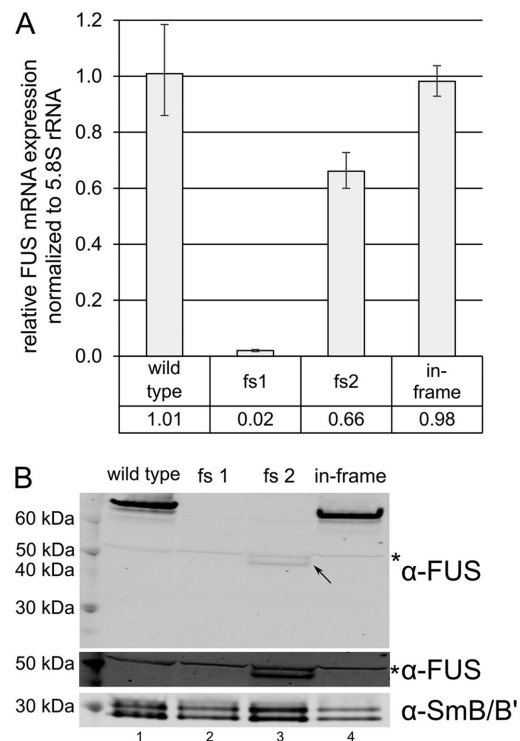 A
relative FUS mRNA expression
normalized to 5.8S rRNA
1.2
1.0
0.8
0.6
0.4
0.2
0.0
wild type fs1 fs2 in-frame
1.01 0.02 0.66 0.98
B
wild type fs 1 fs 2 in-frame
60 kDa
50 kDa
*
40 kDa
α-FUS
30 kDa
50 kDa
*α-FUS
30 kDa
α-SmB/B'
1 2 3 4